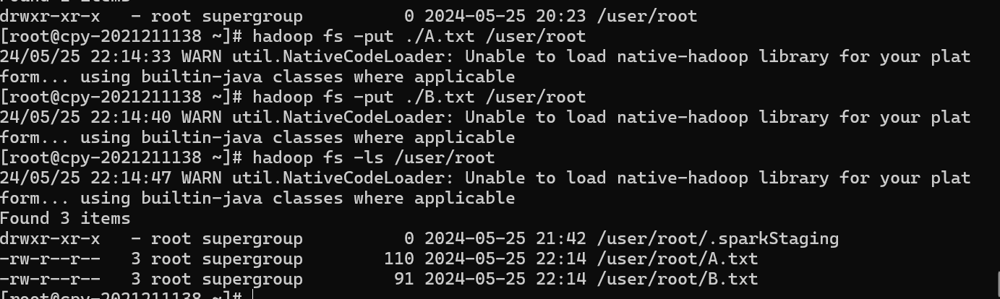 Found 1 items
drwxr-xr-x   - root supergroup          0 2024-05-25 20:23 /user/root
[root@cpy-2021211138 ~]# hadoop fs -put ./A.txt /user/root
24/05/25 22:14:33 WARN util.NativeCodeLoader: Unable to load native-hadoop library for your plat
form... using builtin-java classes where applicable
[root@cpy-2021211138 ~]# hadoop fs -put ./B.txt /user/root
24/05/25 22:14:40 WARN util.NativeCodeLoader: Unable to load native-hadoop library for your plat
form... using builtin-java classes where applicable
[root@cpy-2021211138 ~]# hadoop fs -ls /user/root
24/05/25 22:14:47 WARN util.NativeCodeLoader: Unable to load native-hadoop library for your plat
form... using builtin-java classes where applicable
Found 3 items
drwxr-xr-x   - root supergroup          0 2024-05-25 21:42 /user/root/.sparkStaging
-rw-r--r--   3 root supergroup        110 2024-05-25 22:14 /user/root/A.txt
-rw-r--r--   3 root supergroup         91 2024-05-25 22:14 /user/root/B.txt
[root@cpy-2021211138 ~]#